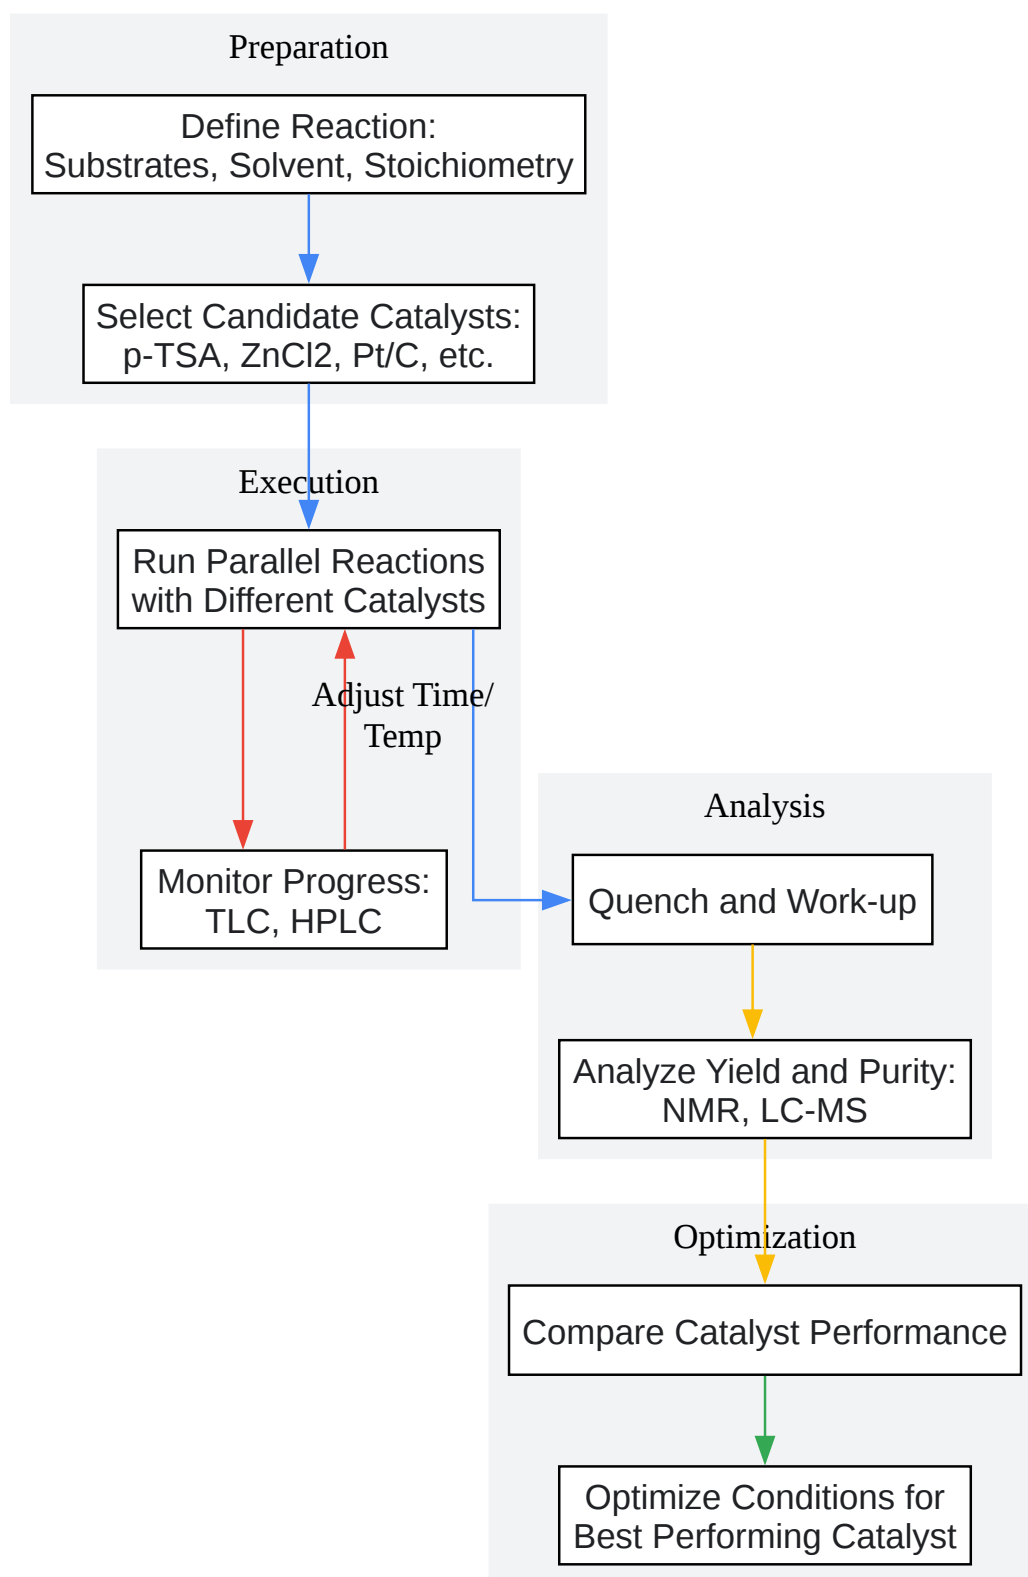 Preparation
Define Reaction:
Substrates, Solvent, Stoichiometry
Select Candidate Catalysts:
p-TSA, ZnCl2, Pt/C, etc.
Execution
Run Parallel Reactions
with Different Catalysts
Adjust Time/
Temp
Monitor Progress:
TLC, HPLC
Analysis
Quench and Work-up
Analyze Yield and Purity:
NMR, LC-MS
Optimization
Compare Catalyst Performance
Optimize Conditions for
Best Performing Catalyst